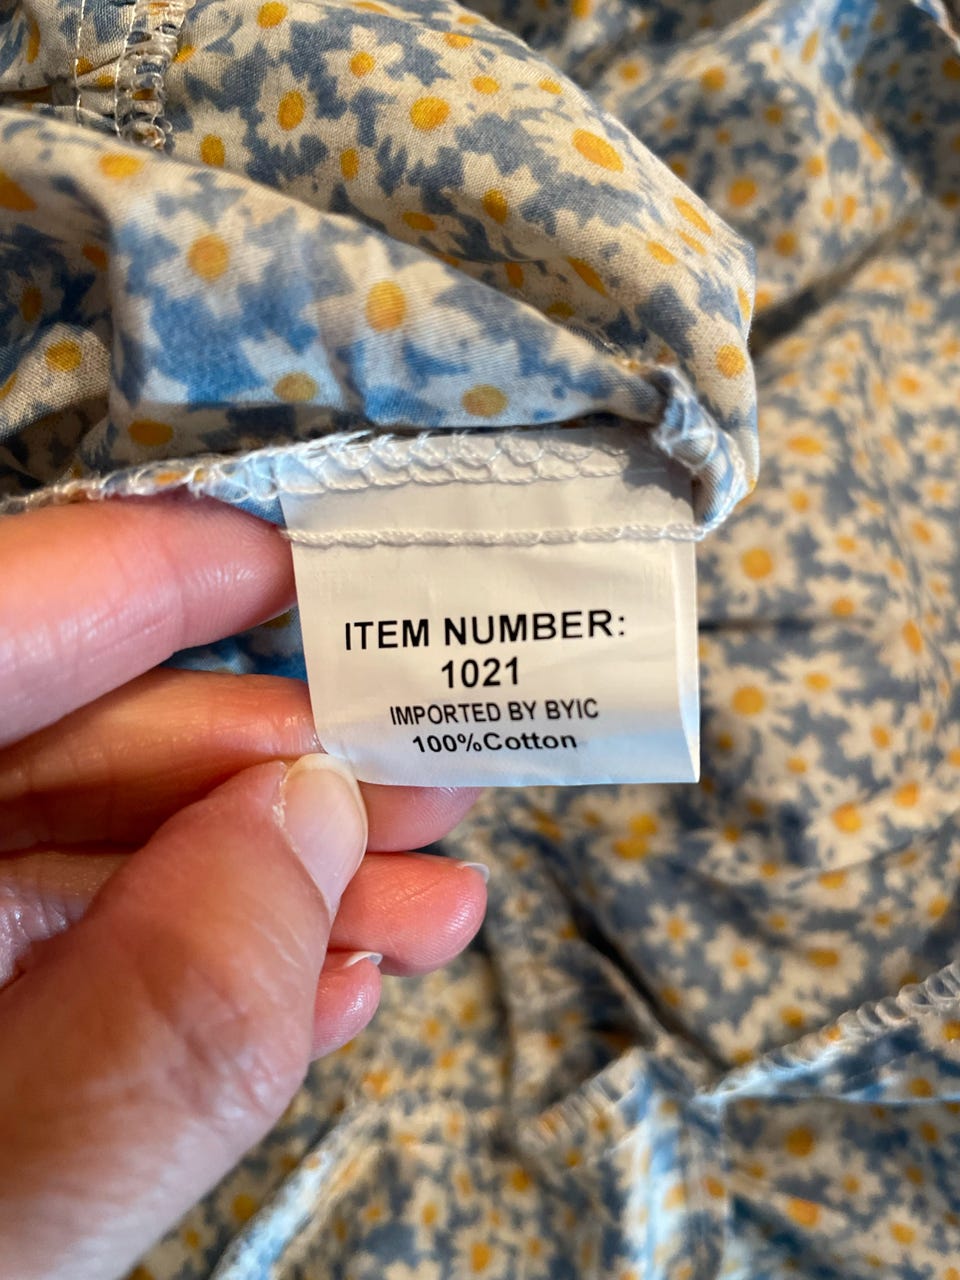 ITEM NUMBER:
1021
IMPORTED BY BYIC
100%Cotton